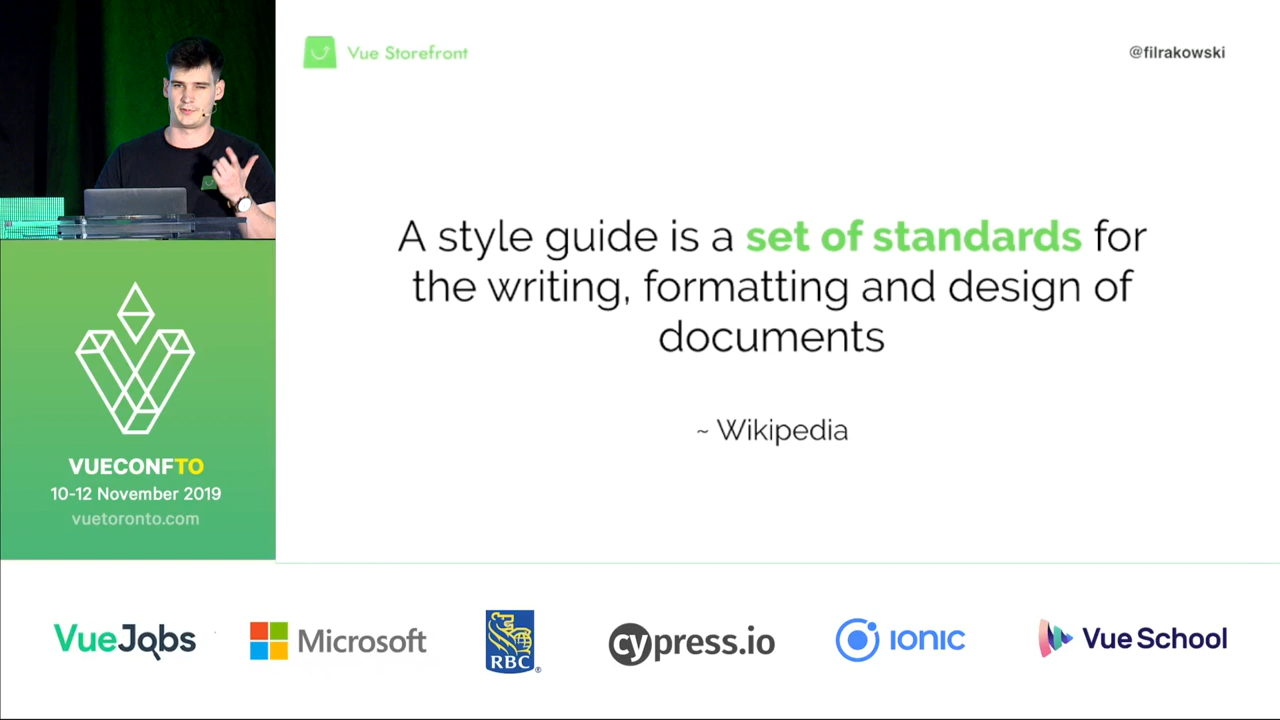 Vue Storefront
@filrakowski
A style guide is a set of standards for
the writing, formatting and design of
documents
~ Wikipedia
VUECONFTO
10-12 November 2019
vuetoronto.com
VueJobs
Microsoft
RBC®
cypress.io
IONIC
Vue School